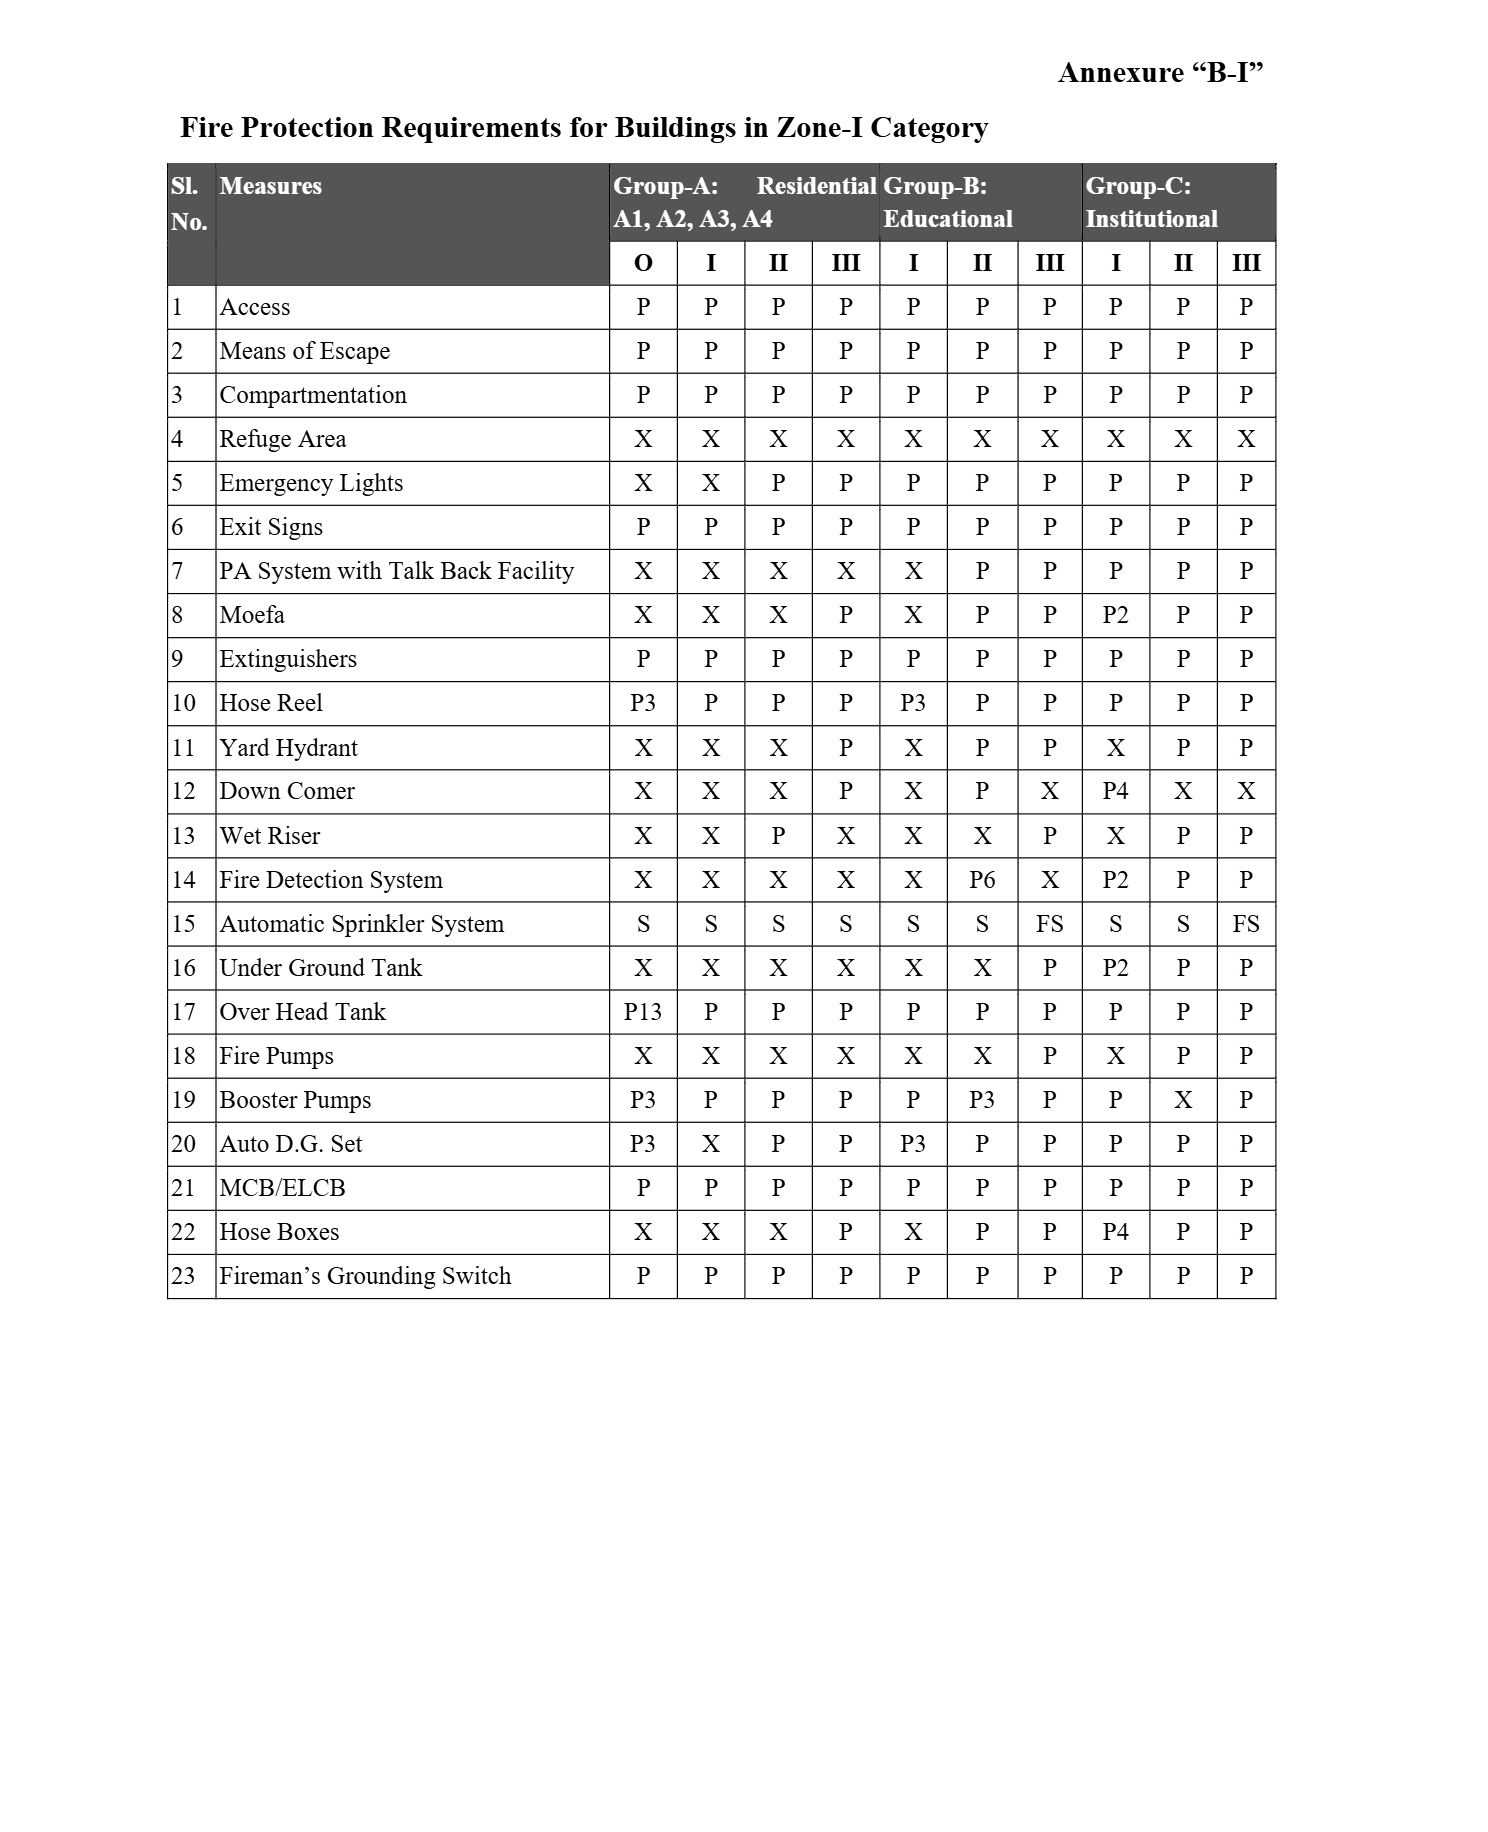 Annexure “B-I”
Fire Protection Requirements for Buildings in Zone-I Category
Sl. No. Measures Group-A: Residential A1, A2, A3, A4 Group-B: Educational Group-C: Institutional
O I II III I II III I II III
1 Access P P P P P P P P P P
2 Means of Escape P P P P P P P P P P
3 Compartmentation P P P P P P P P P P
4 Refuge Area X X X X X X X X X X
5 Emergency Lights X X P P P P P P P P
6 Exit Signs P P P P P P P P P P
7 PA System with Talk Back Facility X X X X X P P P P P
8 Moefa X X X P X P P P2 P P
9 Extinguishers P P P P P P P P P P
10 Hose Reel P3 P P P P3 P P P P P
11 Yard Hydrant X X X P X P P X P P
12 Down Comer X X X P X P X P4 X X
13 Wet Riser X X P X X X P X P P
14 Fire Detection System X X X X X P6 X P2 P P
15 Automatic Sprinkler System S S S S S S FS S S FS
16 Under Ground Tank X X X X X X P P2 P P
17 Over Head Tank P13 P P P P P P P P P
18 Fire Pumps X X X X X X P X P P
19 Booster Pumps P3 P P P P P3 P P X P
20 Auto D.G. Set P3 X P P P3 P P P P P
21 MCB/ELCB P P P P P P P P P P
22 Hose Boxes X X X P X P P P4 P P
23 Fireman’s Grounding Switch P P P P P P P P P P